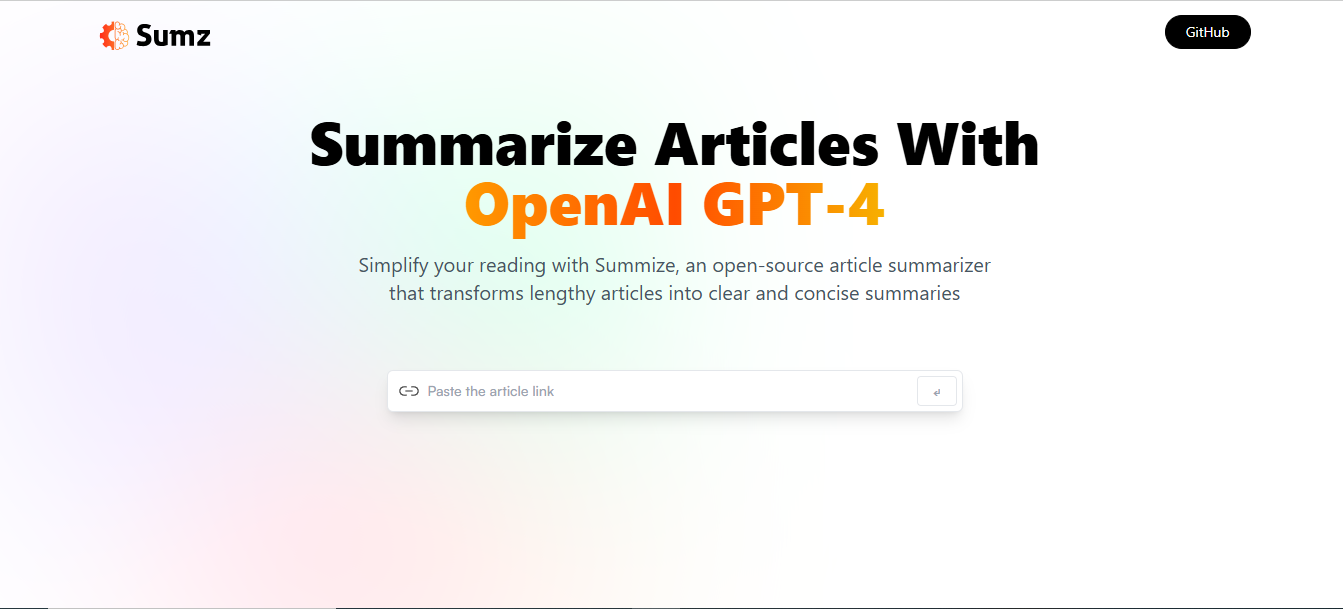 Sumz
GitHub
Summarize Articles With
OpenAI GPT-4
Simplify your reading with Summize, an open-source article summarizer
that transforms lengthy articles into clear and concise summaries
Paste the article link
↵